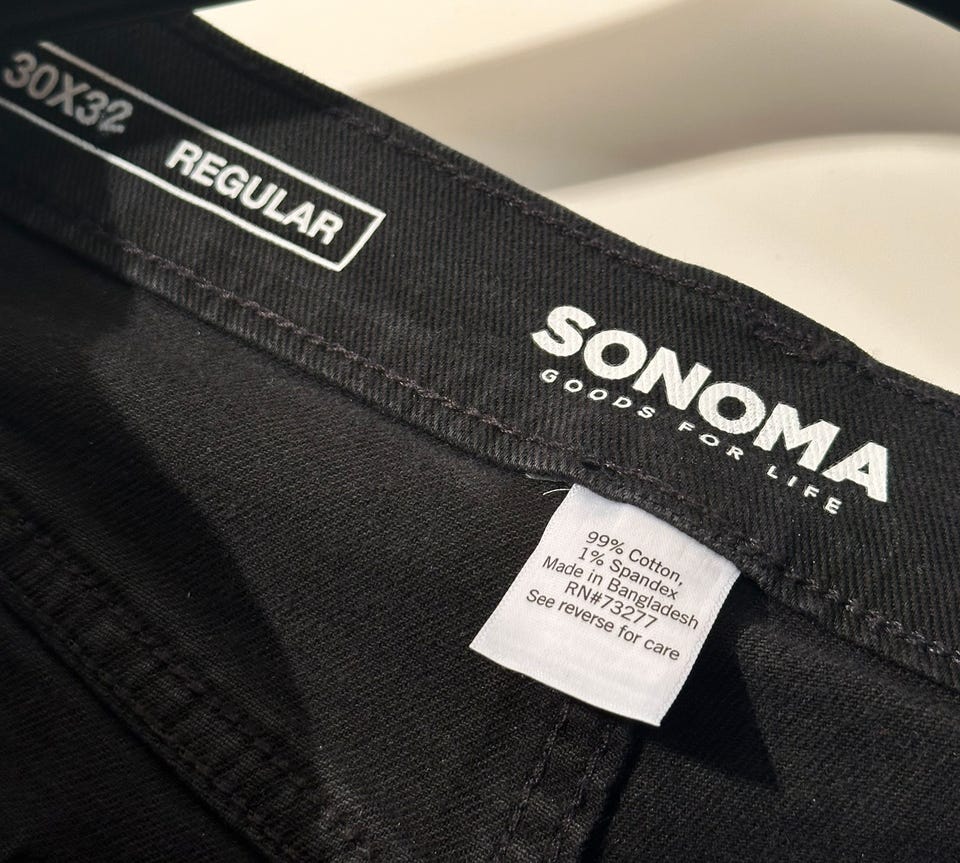 30X32
REGULAR
SONOMA
GOODS FOR LIFE
99% Cotton,
1% Spandex
Made in Bangladesh
RN#73277
See reverse for care